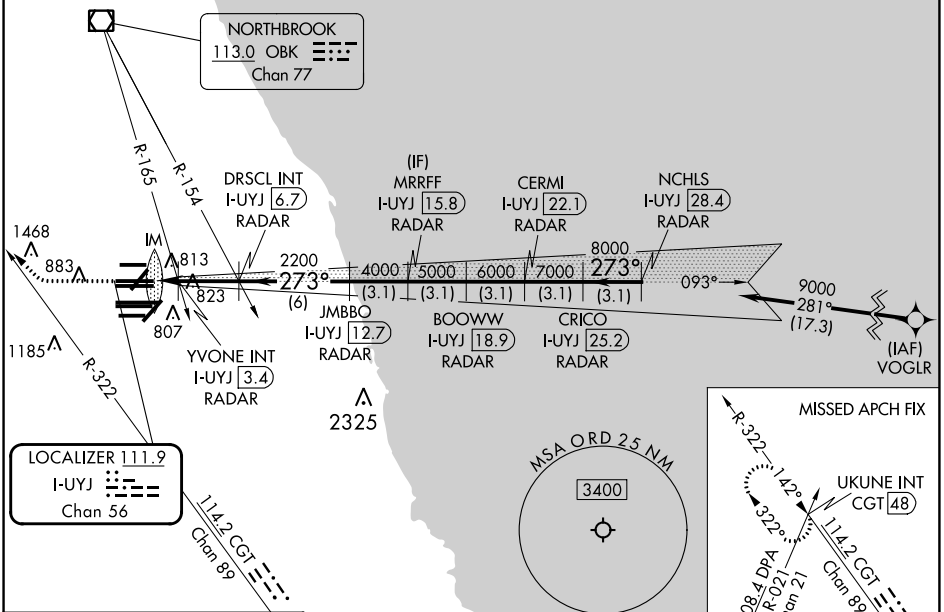 NORTHBROOK
113.0 OBK
Chan 77
R-165
R-154
DRSCL INT
I-UYJ 6.7
RADAR
(IF)
MRRFF
I-UYJ 15.8
RADAR
CERMI
I-UYJ 22.1
RADAR
NCHLS
I-UYJ 28.4
RADAR
1468
883
IM
813
823
807
2200
273°
(6)
4000
(3.1)
5000
(3.1)
6000
(3.1)
7000
(3.1)
8000
273°
(3.1)
093°
9000
281°
(17.3)
(IAF)
VOGLR
JMBBO
I-UYJ 12.7
RADAR
BOOWW
I-UYJ 18.9
RADAR
CRICO
I-UYJ 25.2
RADAR
YVONE INT
I-UYJ 3.4
RADAR
1185
R-322
2325
LOCALIZER 111.9
I-UYJ
Chan 56
114.2 CGT
Chan 89
MSA ORD 25 NM
3400
MISSED APCH FIX
R-322
142°
322°
UKUNE INT
CGT 48
114.2 CGT
Chan 89
08.4 DPA
R-021
an 21